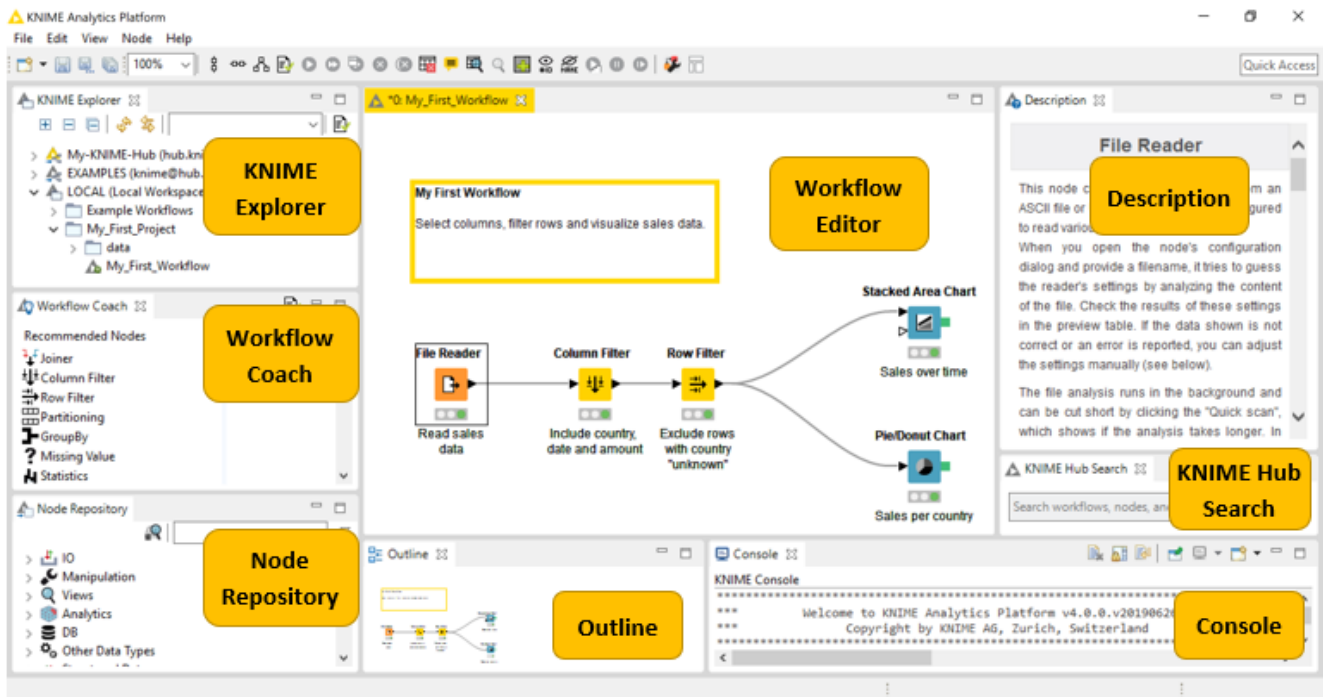 KNIME Analytics Platform
File Edit View Node Help
100%
Quick Access
KNIME Explorer
My-KNIME-Hub (hub.kni
EXAMPLES (knime@hub.
LOCAL (Local Workspace
Example Workflows
My_First_Project
data
My_First_Workflow
KNIME
Explorer
Workflow Coach
Recommended Nodes
Joiner
Column Filter
Row Filter
Partitioning
GroupBy
Missing Value
Statistics
Workflow
Coach
Node Repository
IO
Manipulation
Views
Analytics
DB
Other Data Types
Node
Repository
*0: My_First_Workflow
My First Workflow
Select columns, filter rows and visualize sales data.
Workflow
Editor
File Reader
Read sales
data
Column Filter
Include country,
date and amount
Row Filter
Exclude rows
with country
"unknown"
Stacked Area Chart
Sales over time
Pie/Donut Chart
Sales per country
Outline
Outline
Description
File Reader
This node c om an
ASCII file or gured
to read vario
When you open the node's configuration
dialog and provide a filename, it tries to guess
the reader's settings by analyzing the content
of the file. Check the results of these settings
in the preview table. If the data shown is not
correct or an error is reported, you can adjust
the settings manually (see below).
The file analysis runs in the background and
can be cut short by clicking the "Quick scan",
which shows if the analysis takes longer. In
Description
KNIME Hub Search
Search workflows, nodes, an
KNIME Hub
Search
Console
KNIME Console
*** Welcome to KNIME Analytics Platform v4.0.0.v2019062
*** Copyright by KNIME AG, Zurich, Switzerland
Console